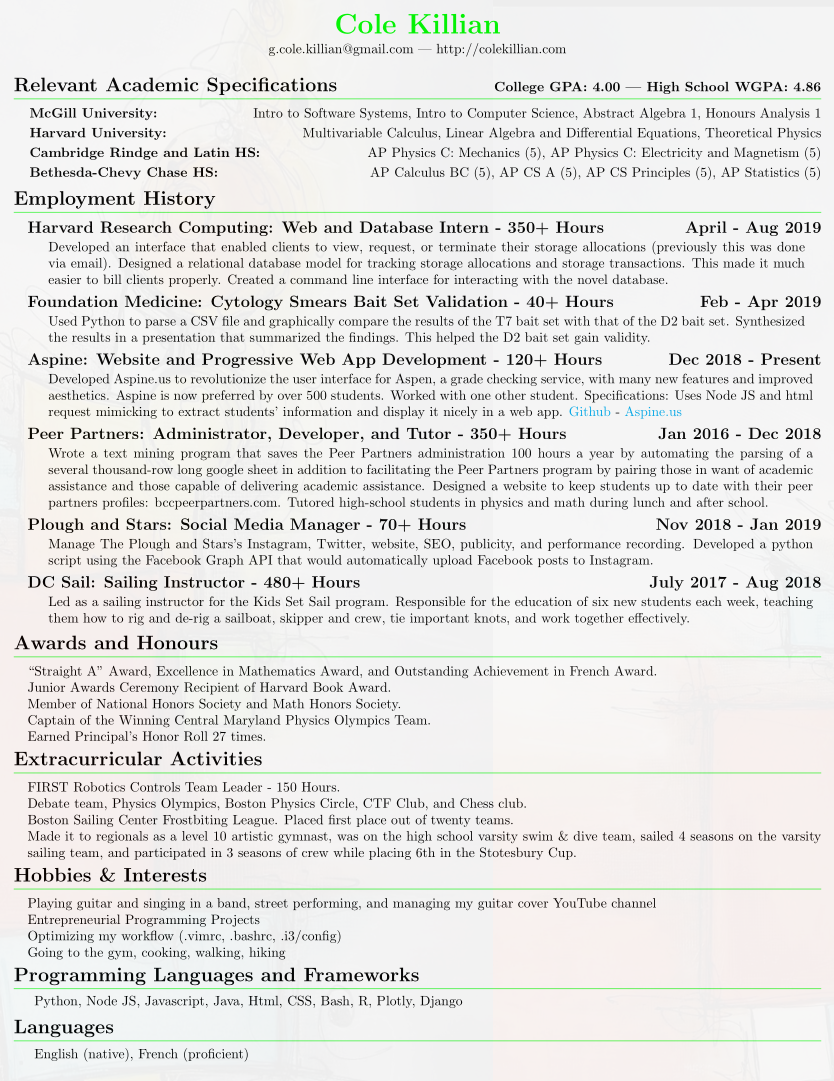 Cole Killian
g.cole.killian@gmail.com — http://colekillian.com
Relevant Academic Specifications College GPA: 4.00 — High School WGPA: 4.86
McGill University: Intro to Software Systems, Intro to Computer Science, Abstract Algebra 1, Honours Analysis 1
Harvard University: Multivariable Calculus, Linear Algebra and Differential Equations, Theoretical Physics
Cambridge Rindge and Latin HS: AP Physics C: Mechanics (5), AP Physics C: Electricity and Magnetism (5)
Bethesda-Chevy Chase HS: AP Calculus BC (5), AP CS A (5), AP CS Principles (5), AP Statistics (5)
Employment History
Harvard Research Computing: Web and Database Intern - 350+ Hours April - Aug 2019
Developed an interface that enabled clients to view, request, or terminate their storage allocations (previously this was done
via email). Designed a relational database model for tracking storage allocations and storage transactions. This made it much
easier to bill clients properly. Created a command line interface for interacting with the novel database.
Foundation Medicine: Cytology Smears Bait Set Validation - 40+ Hours Feb - Apr 2019
Used Python to parse a CSV file and graphically compare the results of the T7 bait set with that of the D2 bait set. Synthesized
the results in a presentation that summarized the findings. This helped the D2 bait set gain validity.
Aspine: Website and Progressive Web App Development - 120+ Hours Dec 2018 - Present
Developed Aspine.us to revolutionize the user interface for Aspen, a grade checking service, with many new features and improved
aesthetics. Aspine is now preferred by over 500 students. Worked with one other student. Specifications: Uses Node JS and html
request mimicking to extract students' information and display it nicely in a web app. Github - Aspine.us
Peer Partners: Administrator, Developer, and Tutor - 350+ Hours Jan 2016 - Dec 2018
Wrote a text mining program that saves the Peer Partners administration 100 hours a year by automating the parsing of a
several thousand-row long google sheet in addition to facilitating the Peer Partners program by pairing those in want of academic
assistance and those capable of delivering academic assistance. Designed a website to keep students up to date with their peer
partners profiles: bccpeerpartners.com. Tutored high-school students in physics and math during lunch and after school.
Plough and Stars: Social Media Manager - 70+ Hours Nov 2018 - Jan 2019
Manage The Plough and Stars's Instagram, Twitter, website, SEO, publicity, and performance recording. Developed a python
script using the Facebook Graph API that would automatically upload Facebook posts to Instagram.
DC Sail: Sailing Instructor - 480+ Hours July 2017 - Aug 2018
Led as a sailing instructor for the Kids Set Sail program. Responsible for the education of six new students each week, teaching
them how to rig and de-rig a sailboat, skipper and crew, tie important knots, and work together effectively.
Awards and Honours
“Straight A” Award, Excellence in Mathematics Award, and Outstanding Achievement in French Award.
Junior Awards Ceremony Recipient of Harvard Book Award.
Member of National Honors Society and Math Honors Society.
Captain of the Winning Central Maryland Physics Olympics Team.
Earned Principal's Honor Roll 27 times.
Extracurricular Activities
FIRST Robotics Controls Team Leader - 150 Hours.
Debate team, Physics Olympics, Boston Physics Circle, CTF Club, and Chess club.
Boston Sailing Center Frostbiting League. Placed first place out of twenty teams.
Made it to regionals as a level 10 artistic gymnast, was on the high school varsity swim & dive team, sailed 4 seasons on the varsity
sailing team, and participated in 3 seasons of crew while placing 6th in the Stotesbury Cup.
Hobbies & Interests
Playing guitar and singing in a band, street performing, and managing my guitar cover YouTube channel
Entrepreneurial Programming Projects
Optimizing my workflow (.vimrc, .bashrc, .i3/config)
Going to the gym, cooking, walking, hiking
Programming Languages and Frameworks
Python, Node JS, Javascript, Java, Html, CSS, Bash, R, Plotly, Django
Languages
English (native), French (proficient)